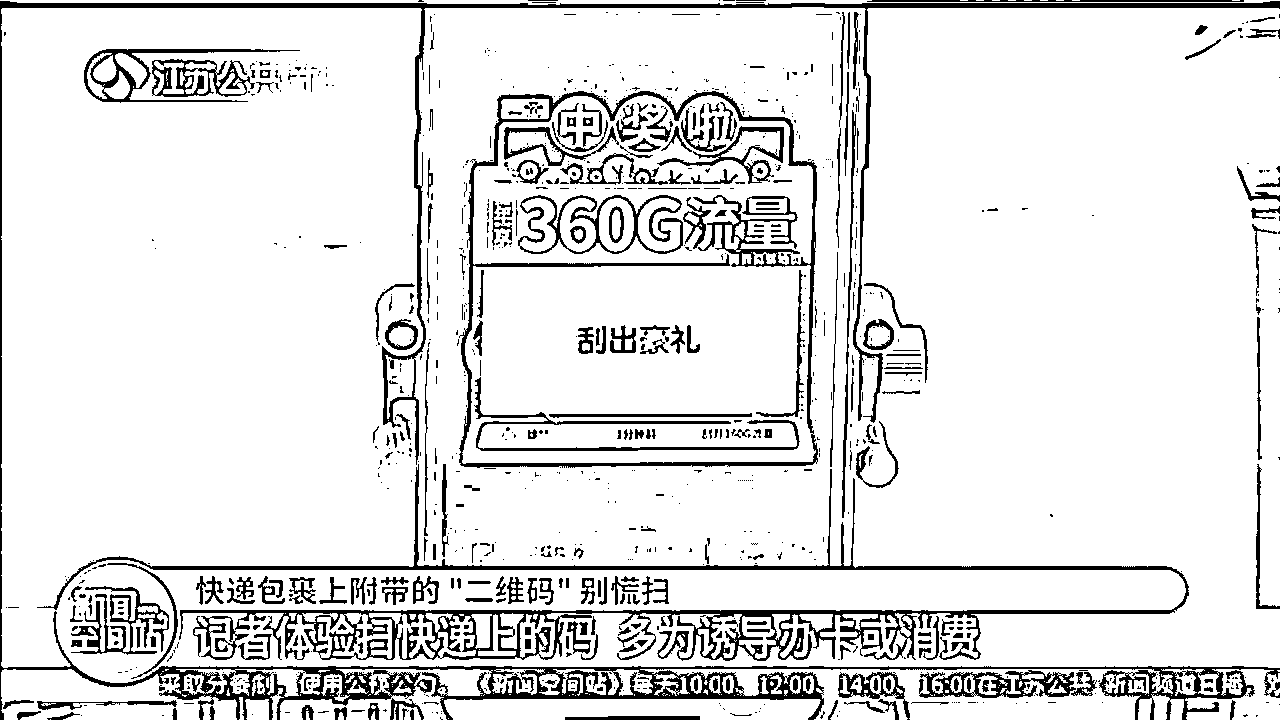 江苏公共
中奖啦
360G流量
刮出豪礼
快递包裹上附带的 "二维码" 别慌扫
新闻空间站
记者体验扫快递上的码 多为诱导办卡或消费
采取分餐制，使用公筷公勺。 《新闻空间站》每天10:00、12:00、14:00、16:00在江苏公共·新闻频道直播，欢